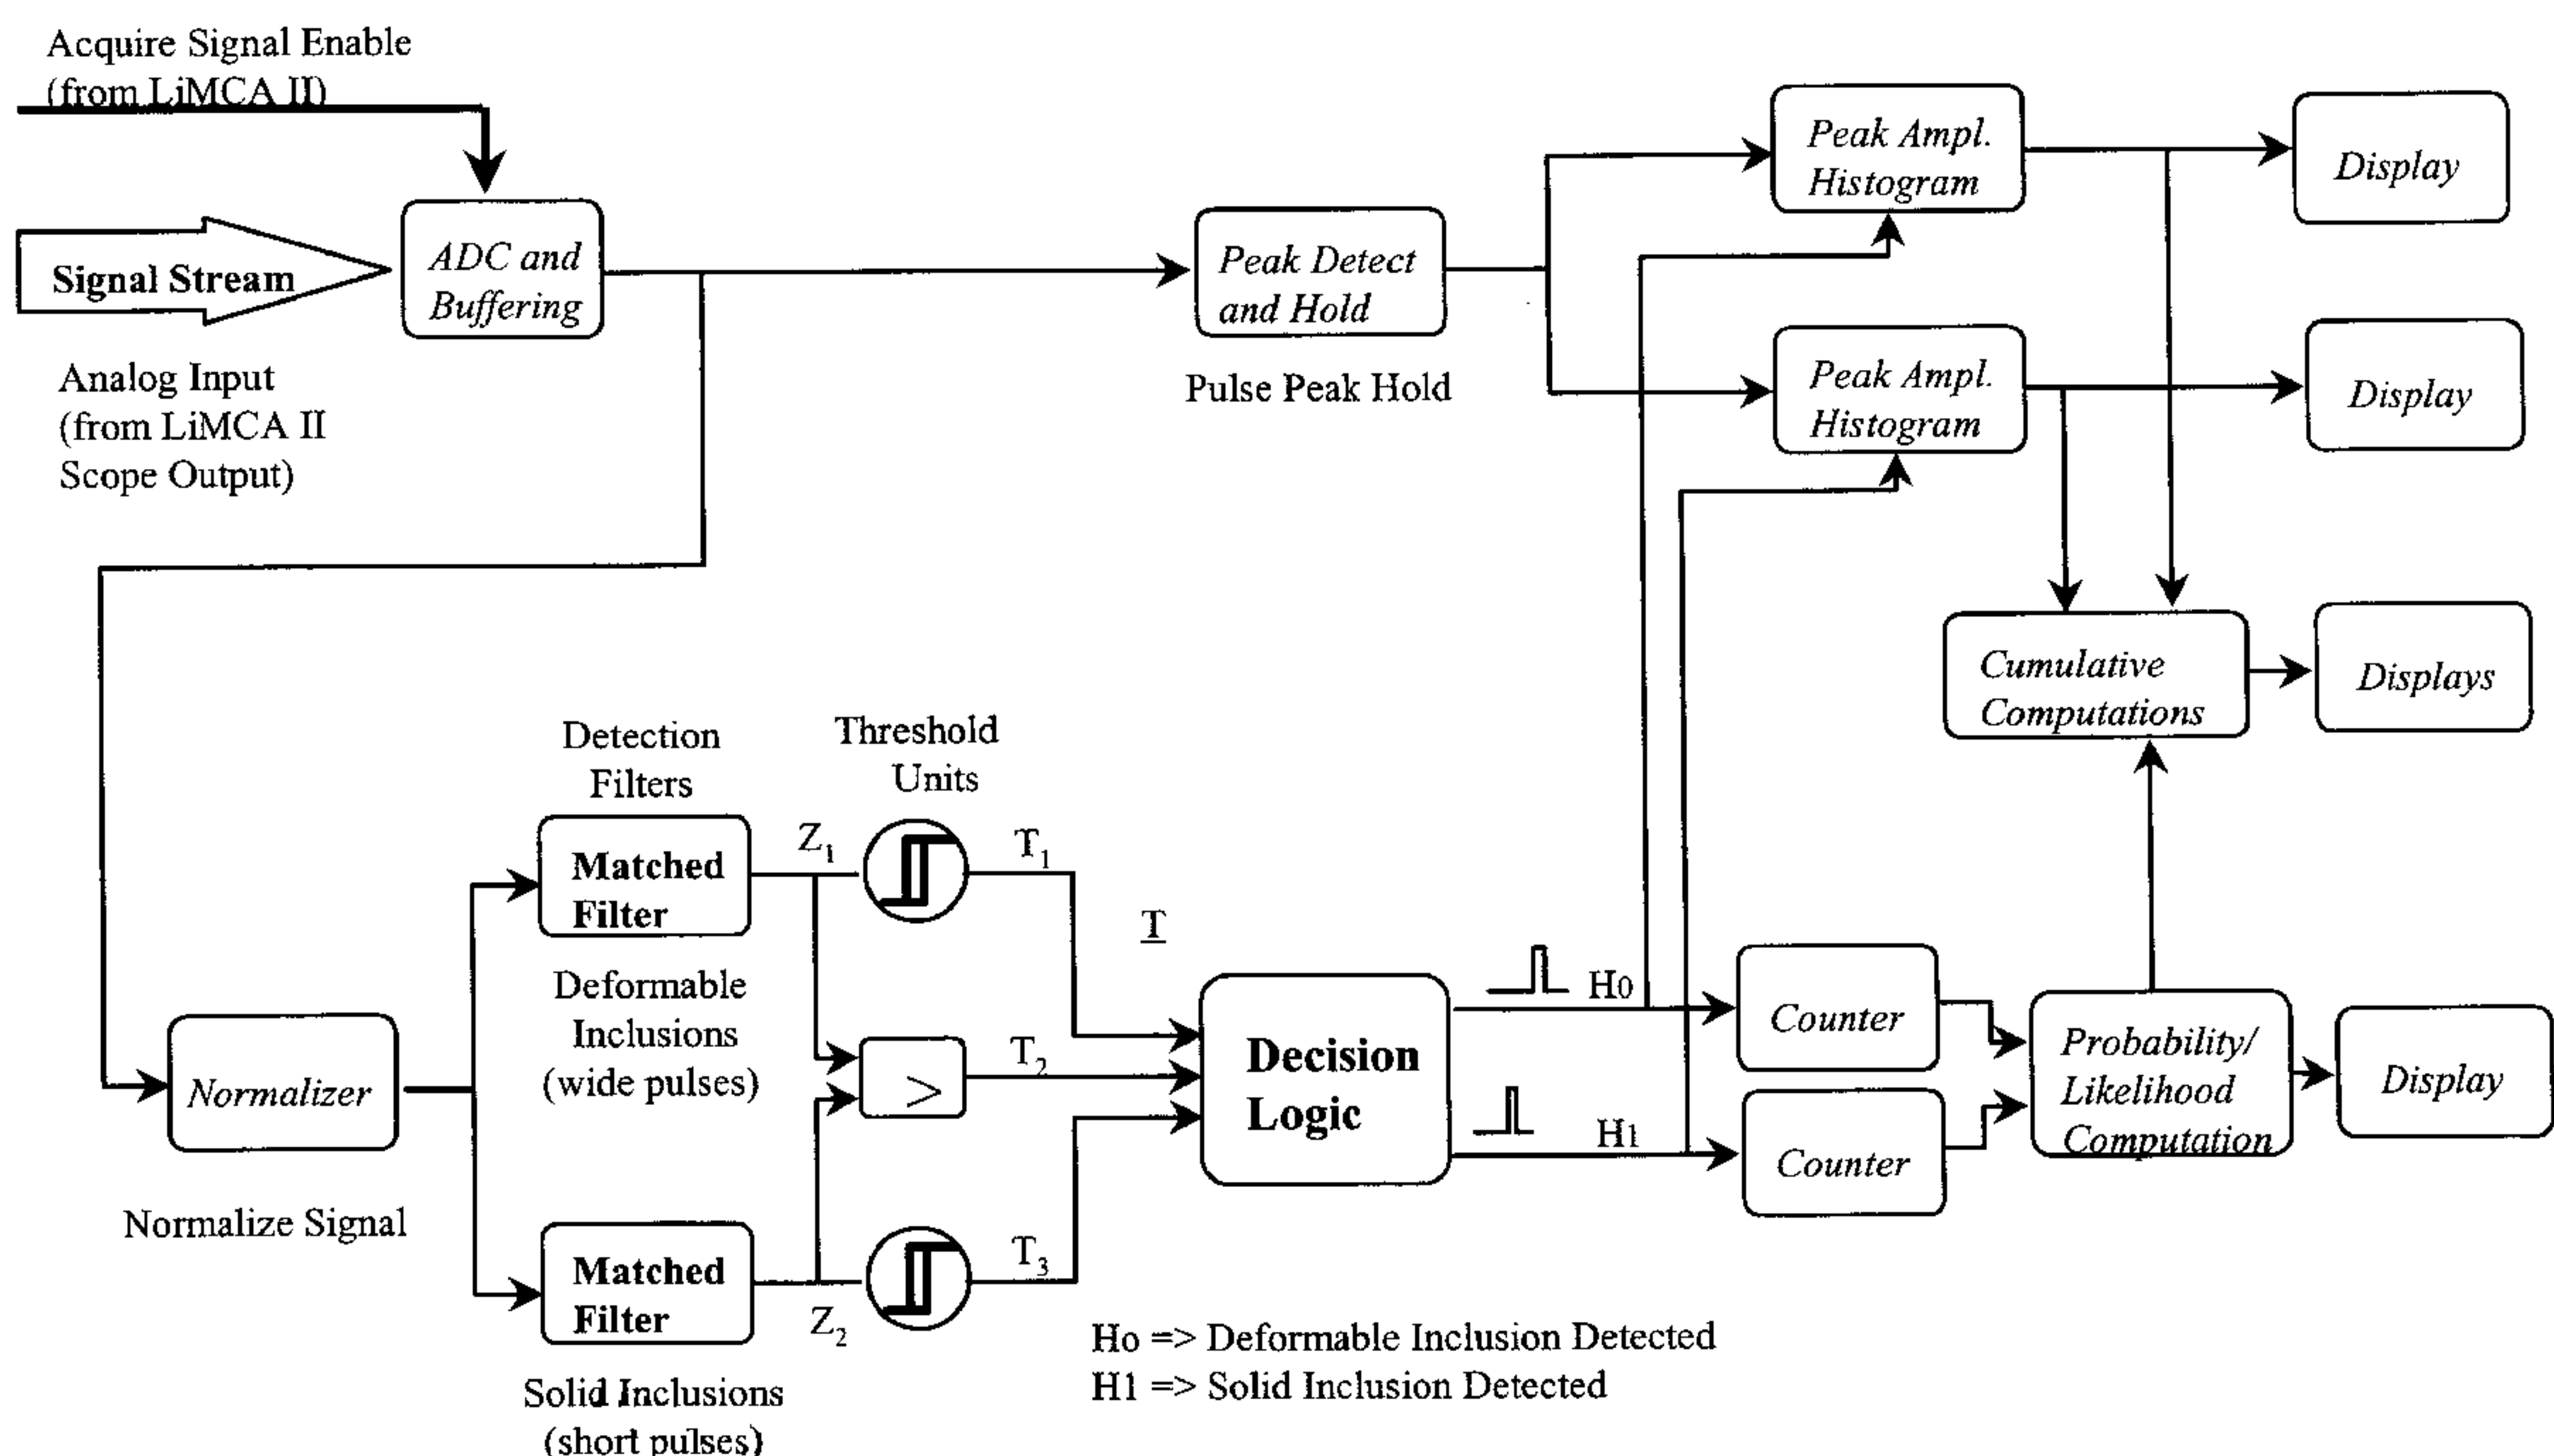 Acquire Signal Enable
(from LiMCA II)
Signal Stream
ADC and
Buffering
Analog Input
(from LiMCA II
Scope Output)
Peak Detect
and Hold
Pulse Peak Hold
Peak Ampl.
Histogram
Display
Peak Ampl.
Histogram
Display
Cumulative
Computations
Displays
Detection
Filters
Threshold
Units
Matched
Filter
Z1
T1
T
Deformable
Inclusions
(wide pulses)
>
T2
Normalizer
Normalize Signal
Decision
Logic
H0
H1
Counter
Counter
Probability/
Likelihood
Computation
Display
Matched
Filter
Z2
T3
Solid Inclusions
(short pulses)
Ho => Deformable Inclusion Detected
H1 => Solid Inclusion Detected